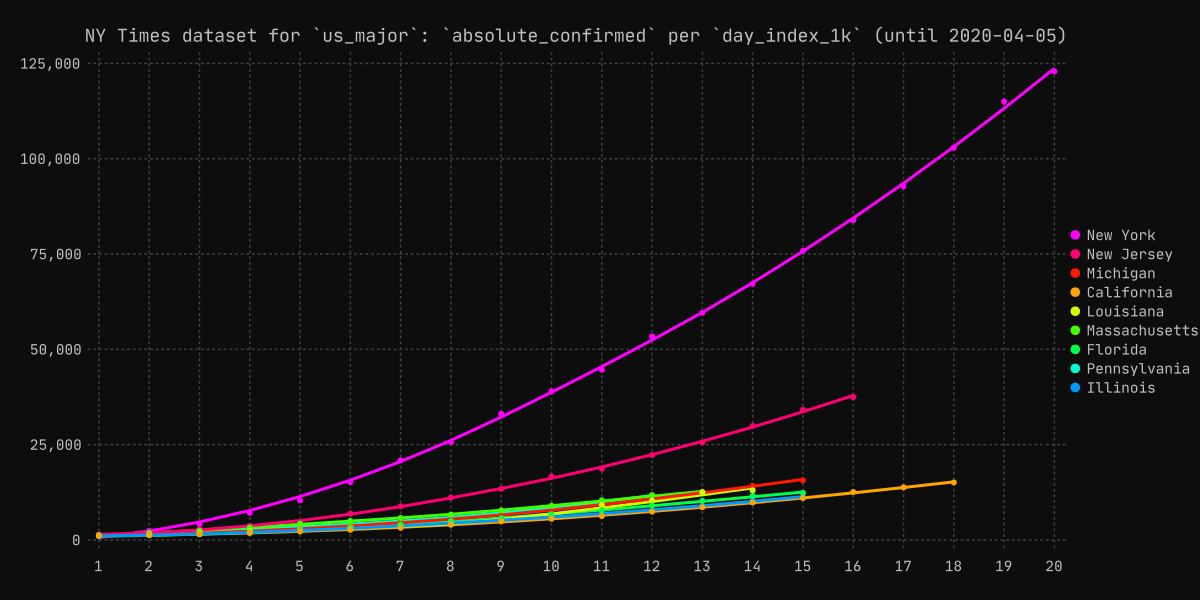 NY Times dataset for `us_major`: `absolute_confirmed` per `day_index_1k` (until 2020-04-05)
125,000
100,000
75,000
50,000
25,000
0
1 2 3 4 5 6 7 8 9 10 11 12 13 14 15 16 17 18 19 20
New York
New Jersey
Michigan
California
Louisiana
Massachusetts
Florida
Pennsylvania
Illinois